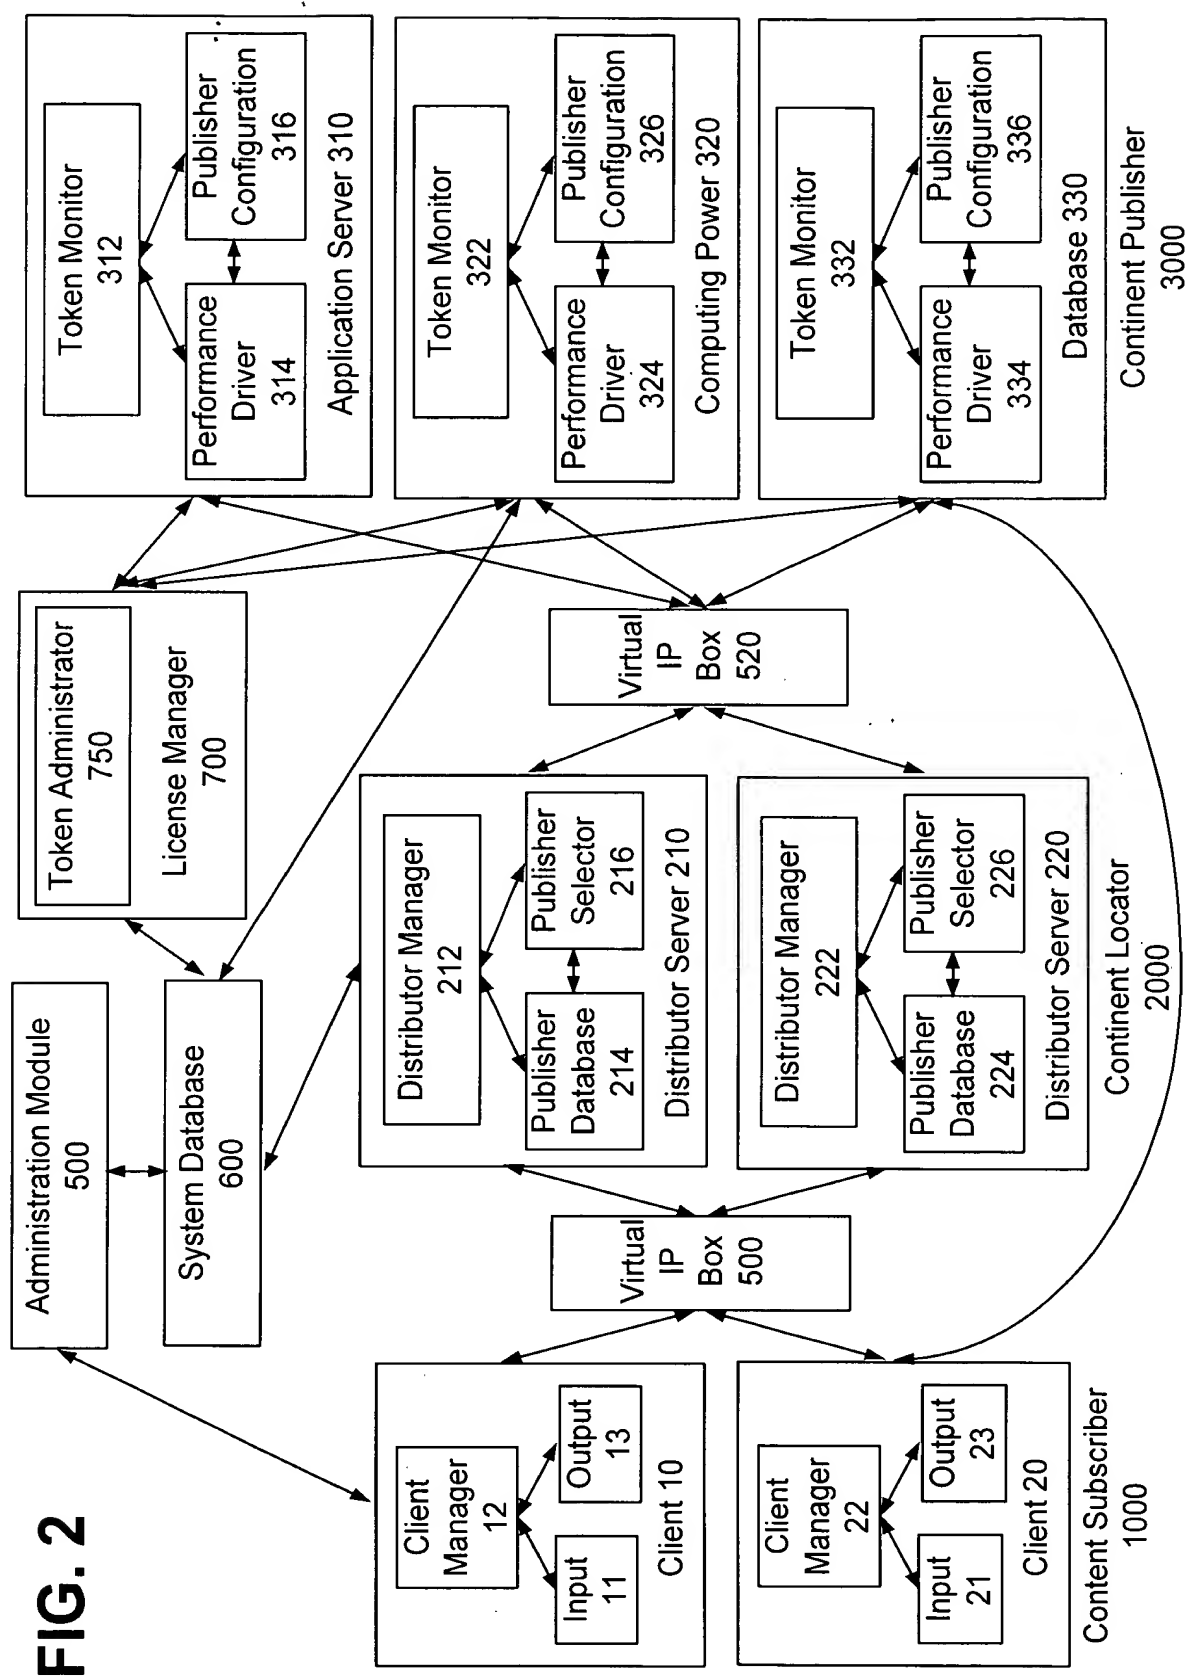 FIG. 2
Administration Module
500
System Database
600
Token Administrator
750
License Manager
700
Client
Manager
12
Input
11
Output
13
Client 10
Client
Manager
22
Input
21
Output
23
Client 20
Content Subscriber
1000
Virtual
IP
Box
500
Distributor Manager
212
Publisher
Database
214
Publisher
Selector
216
Distributor Server 210
Distributor Manager
222
Publisher
Database
224
Publisher
Selector
226
Distributor Server 220
Continent Locator
2000
Virtual
IP
Box
520
Token Monitor
312
Performance
Driver
314
Publisher
Configuration
316
Application Server 310
Token Monitor
322
Performance
Driver
324
Publisher
Configuration
326
Computing Power 320
Token Monitor
332
Performance
Driver
334
Publisher
Configuration
336
Database 330
Continent Publisher
3000